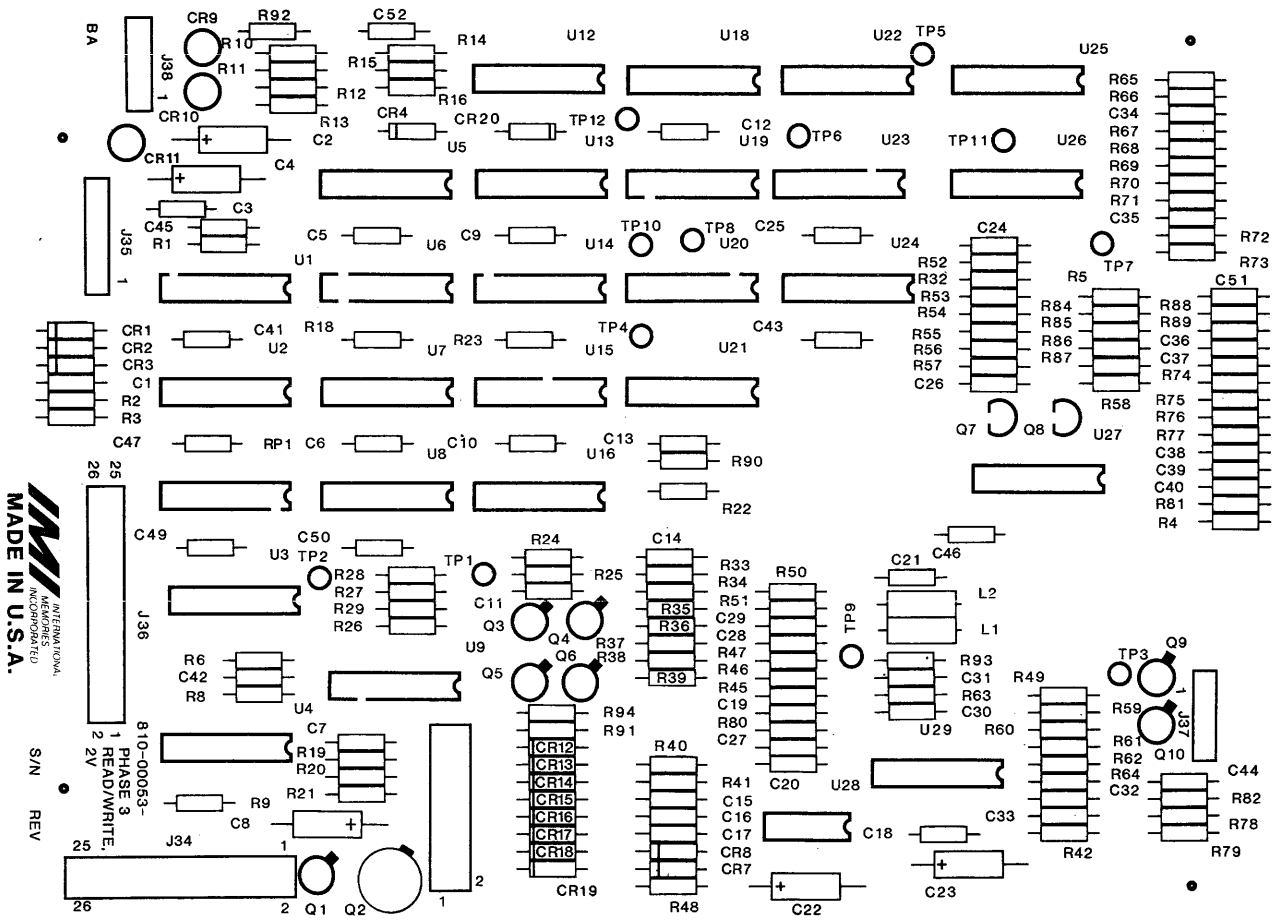 BA
J38
1
CR9
R92
C52
R10
R11
R12
R13
R14
R15
R16
U12
U18
U22
TP5
U25
CR10
C2
CR4
U5
CR20
TP12
U13
C12
U19
TP6
U23
TP11
U26
R65
R66
C34
R67
R68
R69
R70
R71
C35
R72
R73
CR11
C4
C3
C45
R1
J35
1
U1
C5
U6
C9
U14
TP10
TP8
U20
C25
U24
C24
R52
R32
R53
R54
R55
R56
R57
C26
TP7
R5
R84
R85
R86
R87
R58
C51
R88
R89
C36
C37
R74
R75
R76
R77
C38
C39
C40
R81
R4
CR1
CR2
CR3
C1
R2
R3
C41
U2
R18
U7
R23
U15
TP4
U21
C43
Q7
Q8
U27
C47
RP1
C6
U8
C10
U16
C13
R90
R22
25
26
IMI
INTERNATIONAL
MEMORIES
INCORPORATED
MADE IN U.S.A.
J36
C49
U3
C50
TP2
R28
R27
R29
R26
TP1
R24
R25
C11
Q3
Q4
U9
Q5
Q6
C14
R33
R34
R51
R35
R36
C29
C28
R37
R38
R47
R46
R39
R45
C19
R80
C27
R50
C20
TP9
C46
C21
L2
L1
R93
C31
R63
C30
U29
R6
C42
R8
U4
C7
R19
R20
R21
R94
R91
CR12
CR13
CR14
CR15
CR16
CR17
CR18
CR19
R40
R41
C15
C16
C17
CR8
CR7
R48
U28
C18
C22
C23
R49
R60
R59
R61
R62
R64
C32
C33
R42
TP3
Q9
1
J37
Q10
C44
R82
R78
R79
1
2
810-00053-
PHASE 3
READ/WRITE,
2V
S/N
REV
R9
C8
J34
25
26
1
2
Q1
Q2
1
2